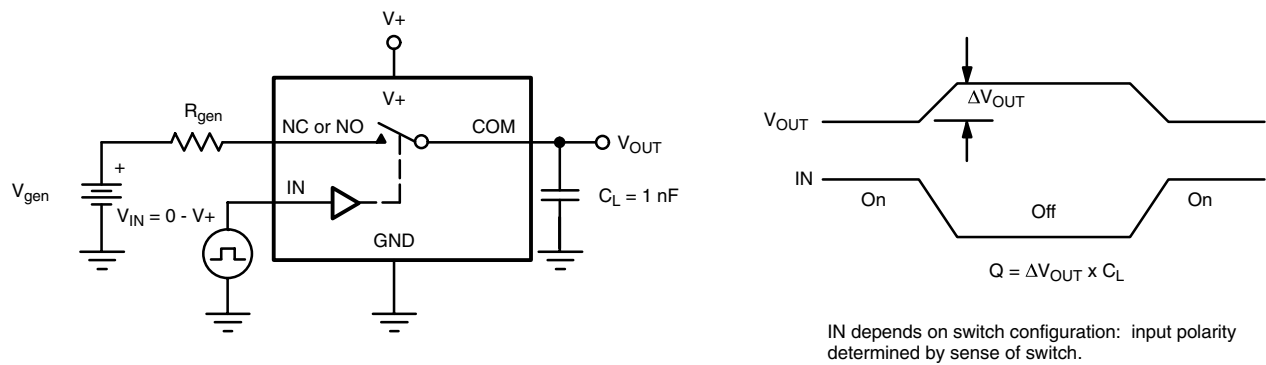 V+
V+
Rgen
NC or NO
COM
VOUT
+
Vgen
IN
CL = 1 nF
VIN = 0 - V+
GND
VOUT
ΔVOUT
IN
On
Off
On
Q = ΔVOUT x CL
IN depends on switch configuration: input polarity
determined by sense of switch.